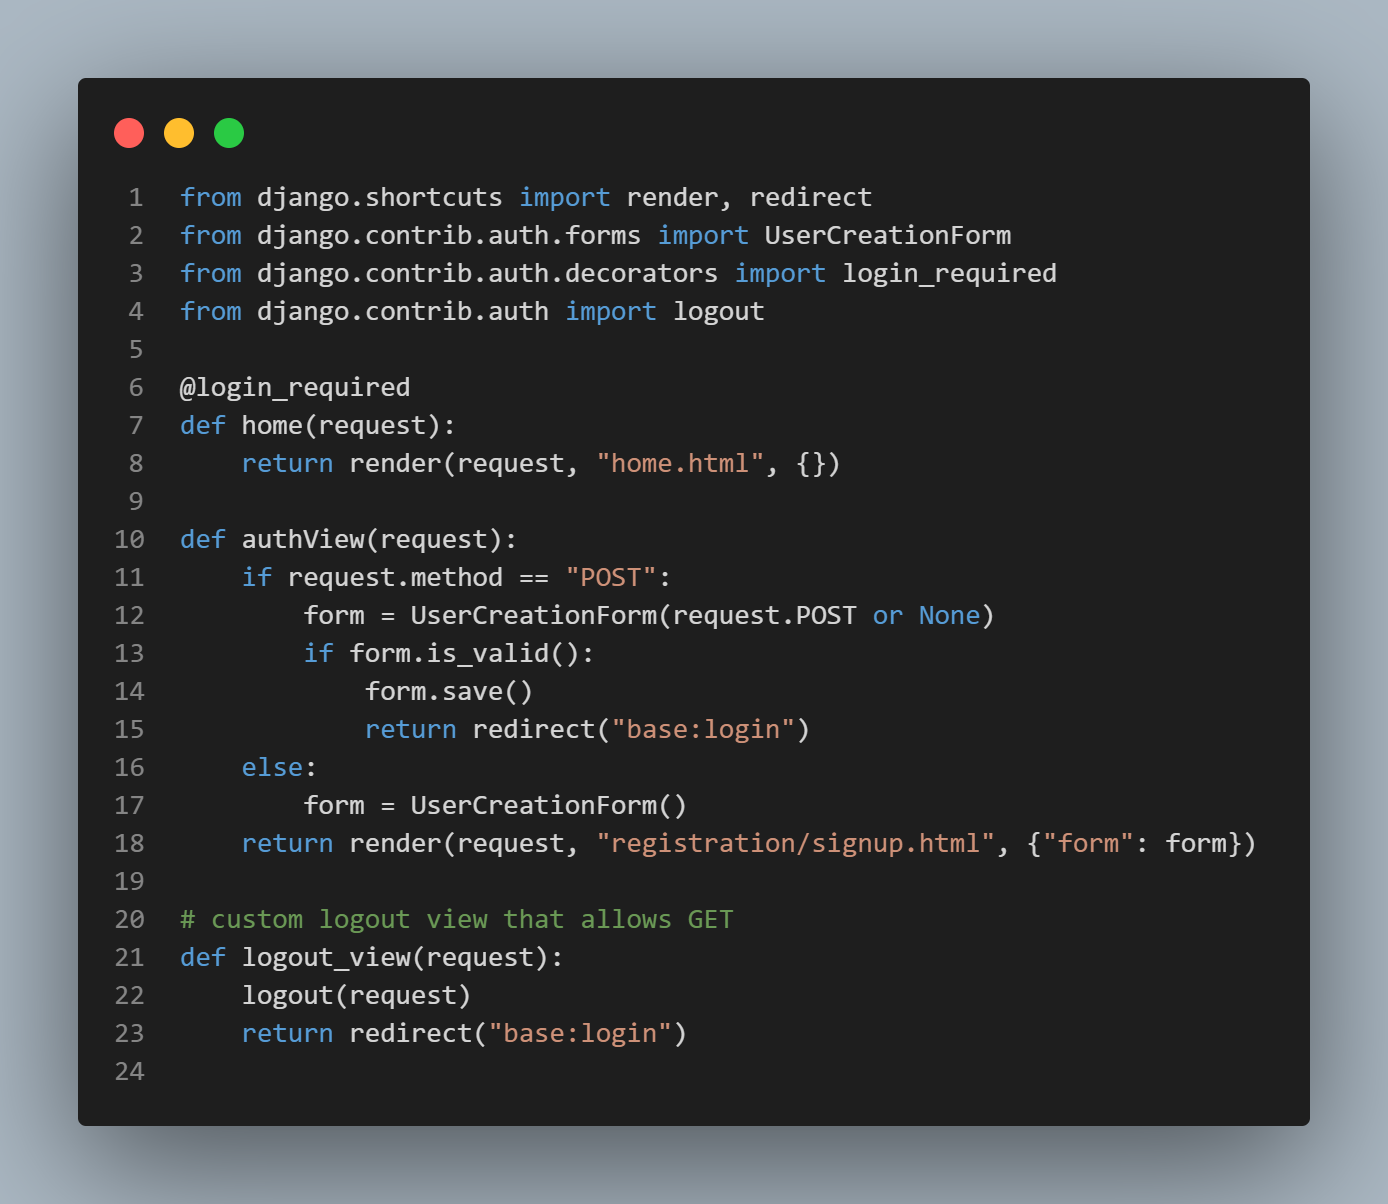 1 from django.shortcuts import render, redirect
2 from django.contrib.auth.forms import UserCreationForm
3 from django.contrib.auth.decorators import login_required
4 from django.contrib.auth import logout
5
6 @login_required
7 def home(request):
8     return render(request, "home.html", {})
9
10 def authView(request):
11     if request.method == "POST":
12         form = UserCreationForm(request.POST or None)
13         if form.is_valid():
14             form.save()
15             return redirect("base:login")
16     else:
17         form = UserCreationForm()
18     return render(request, "registration/signup.html", {"form": form})
19
20 # custom logout view that allows GET
21 def logout_view(request):
22     logout(request)
23     return redirect("base:login")
24